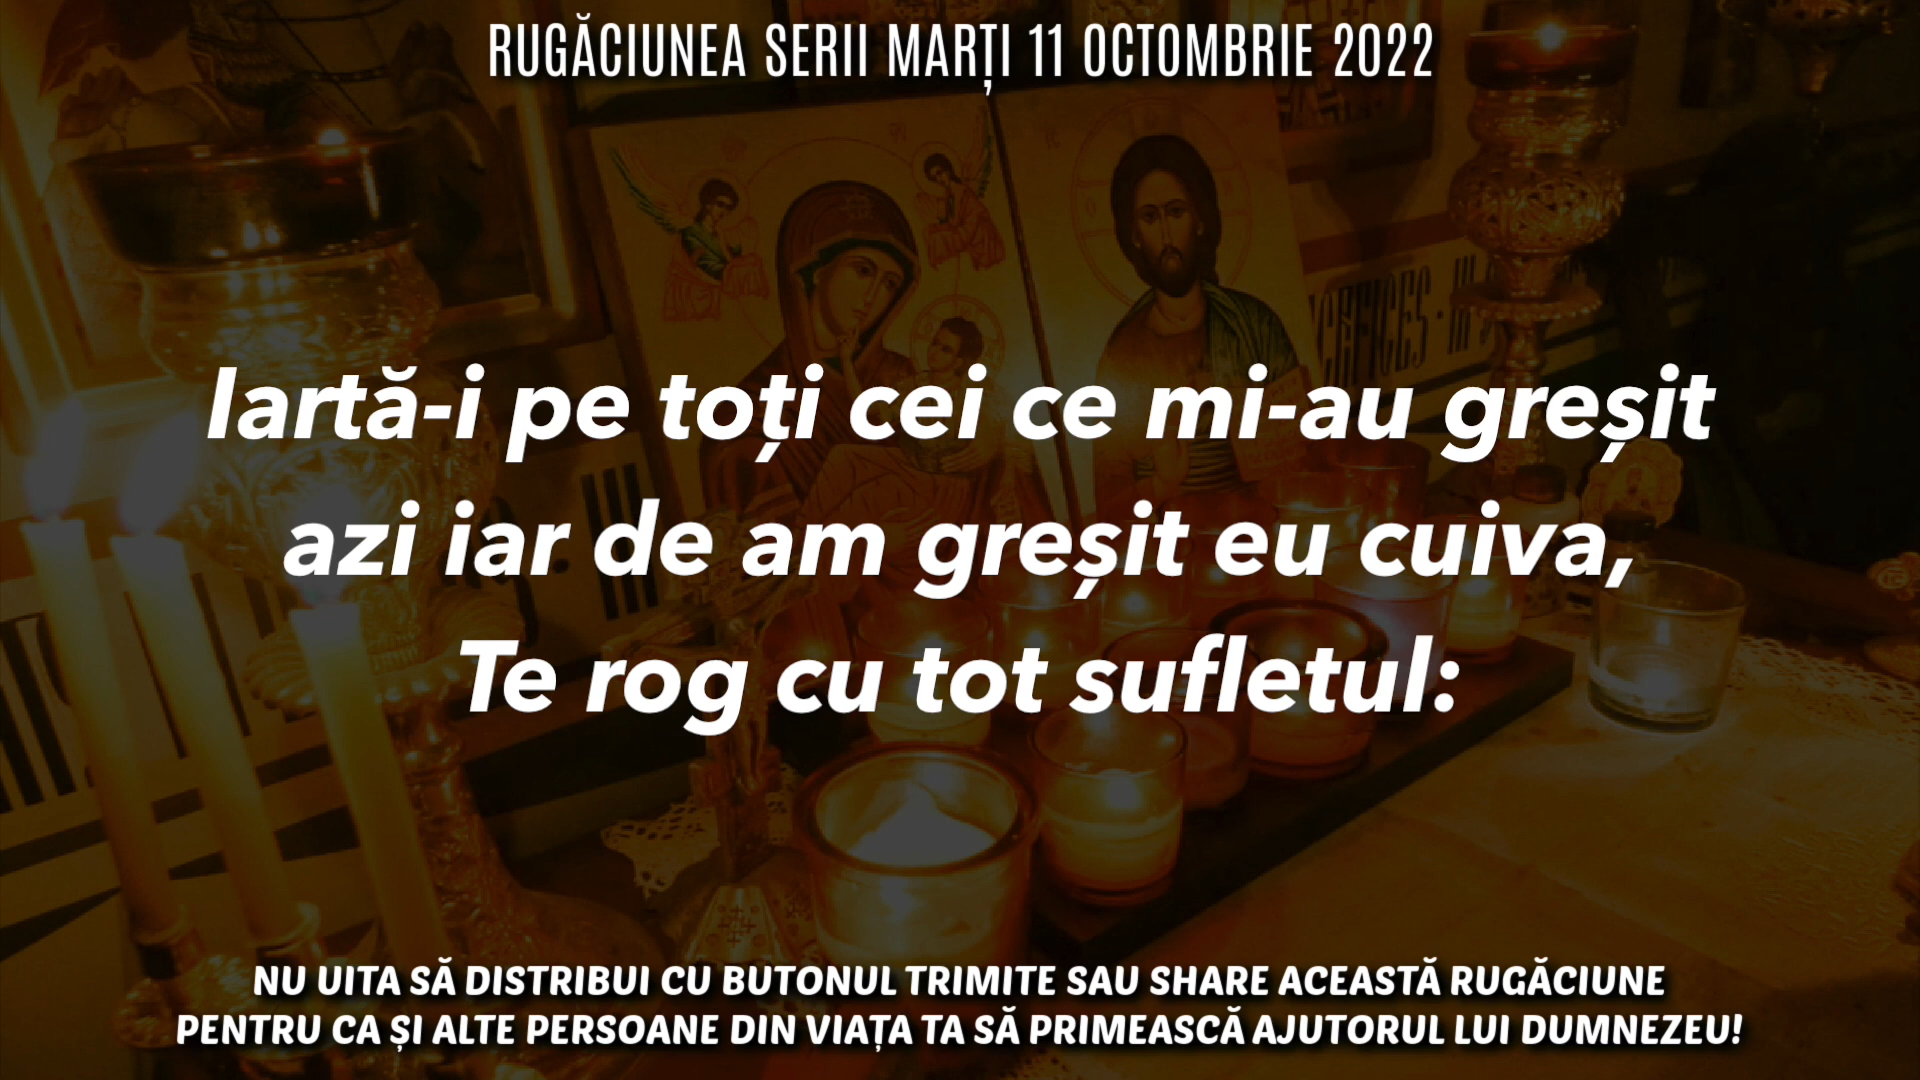 RUGĂCIUNEA SERII MARȚI 11 OCTOMBRIE 2022
Iartă-i pe toți cei ce mi-au greșit
azi iar de am greșit eu cuiva,
Te rog cu tot sufletul:
NU UITA SĂ DISTRIBUI CU BUTONUL TRIMITE SAU SHARE ACEASTĂ RUGĂCIUNE
PENTRU CA ȘI ALTE PERSOANE DIN VIAȚA TA SĂ PRIMEASCĂ AJUTORUL LUI DUMNEZEU!